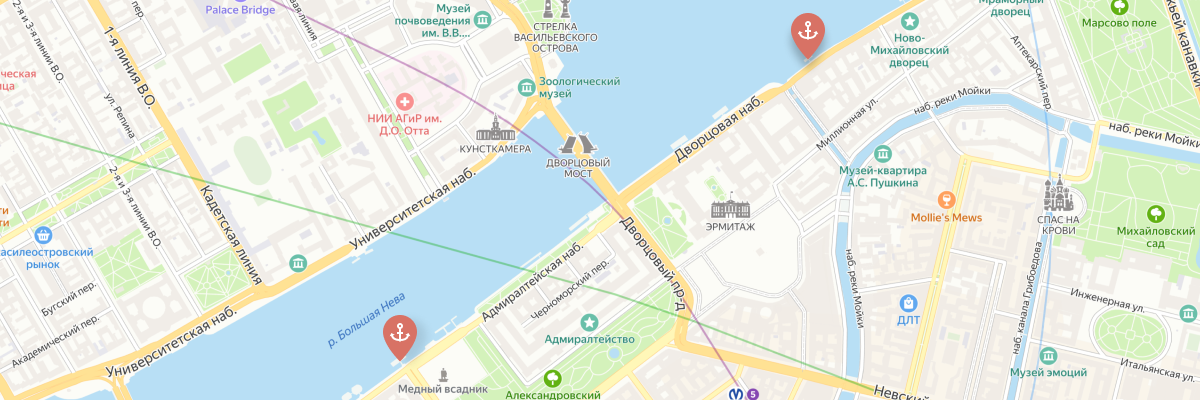 Palace Bridge
Музей
почвоведения
им. В.В....
СТРЕЛКА
ВАСИЛЬЕВСКОГО
ОСТРОВА
Мраморный
дворец
Марсово поле
Ново-
Михайловский
дворец
Зоологический
музей
2-я и 3-я линии В.О.
1-я линия В.О.
ул. Репина
НИИ АГиР им.
Д.О. Отта
КУНСТКАМЕРА
ДВОРЦОВЫЙ
МОСТ
Дворцовая наб.
Миллионная ул.
Аптекарский пер.
наб. реки Мойки
наб. реки Мойки
Музей-квартира
А.С. Пушкина
2-я и 3-я линии В.О.
Кадетская линия
Университетская наб.
ЭРМИТАЖ
Mollie's Mews
СПАС НА
КРОВИ
Михайловский
сад
Дворцовый пр-д
Адмиралтейская наб.
Черноморский пер.
василеостровский
рынок
Бугский пер.
Академический пер.
Университетская наб.
р. Большая Нева
Адмиралтейство
наб. реки Мойки
ДЛТ
наб. канала Грибоедова
Инженерная ул.
Музей эмоций
Итальянская ул.
Медный всадник
Александровский
5
Невский